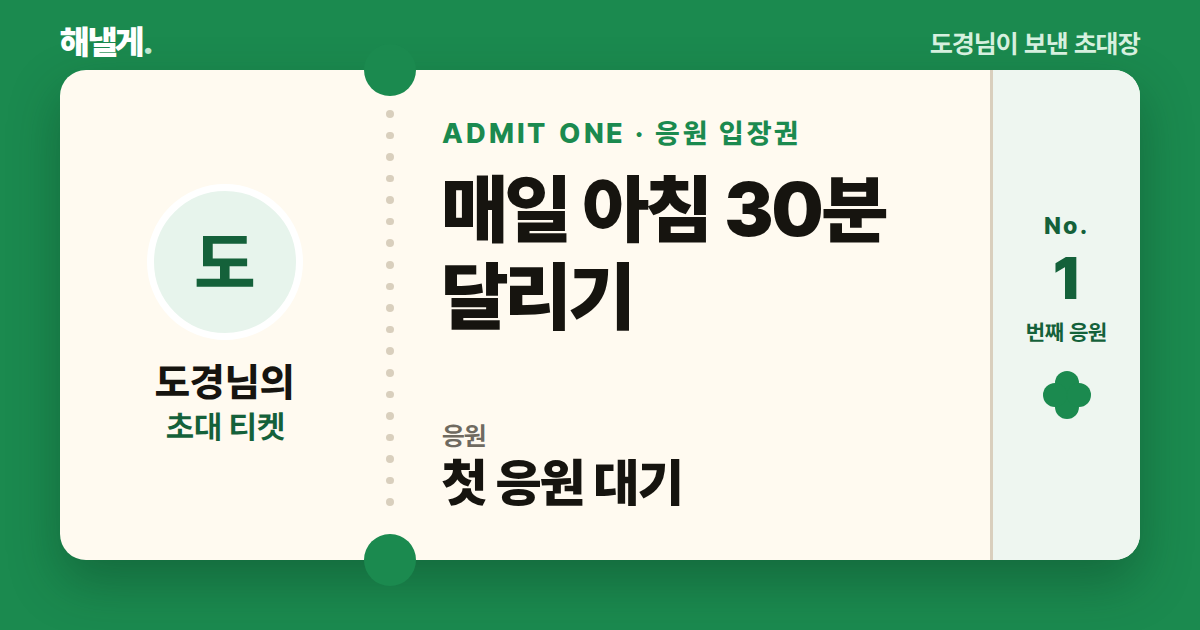 해낼게.
도경님이 보낸 초대장
도
도경님의
초대 티켓
ADMIT ONE · 응원 입장권
매일 아침 30분
달리기
응원
첫 응원 대기
No.
1
번째 응원